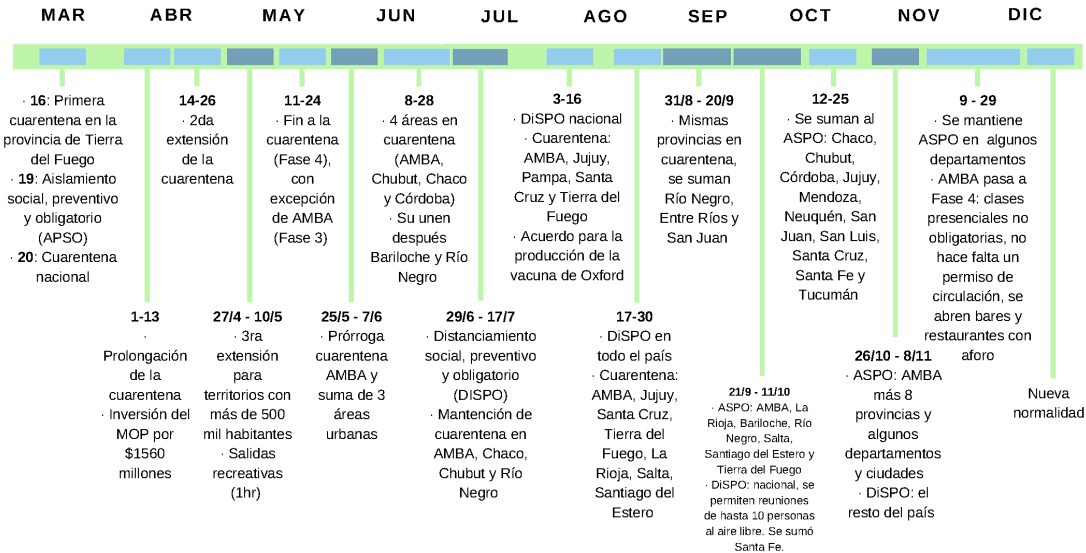 MAR
ABR
MAY
JUN
JUL
AGO
SEP
OCT
NOV
DIC
· 16: Primera
cuarentena en la
provincia de Tierra
del Fuego
· 19: Aislamiento
social, preventivo
y obligatorio
(APSO)
· 20: Cuarentena
nacional
1-13
·
Prolongación
de la
cuarentena
· Inversión del
MOP por
$1560
millones
14-26
· 2da
extensión
de la
cuarentena
27/4 - 10/5
· 3ra
extensión
para
territorios con
más de 500
mil habitantes
· Salidas
recreativas
(1hr)
11-24
· Fin a la
cuarentena
(Fase 4),
con
excepción
de AMBA
(Fase 3)
25/5 - 7/6
· Prórroga
cuarentena
AMBA y
suma de 3
áreas
urbanas
8-28
· 4 áreas en
cuarentena
(AMBA,
Chubut, Chaco
y Córdoba)
· Su unen
después
Bariloche y Río
Negro
29/6 - 17/7
· Distanciamiento
social, preventivo
y obligatorio
(DISPO)
· Mantención de
cuarentena en
AMBA, Chaco,
Chubut y Río
Negro
3-16
· DiSPO nacional
· Cuarentena:
AMBA, Jujuy,
Pampa, Santa
Cruz y Tierra del
Fuego
· Acuerdo para la
producción de la
vacuna de Oxford
17-30
· DiSPO en
todo el país
· Cuarentena:
AMBA, Jujuy,
Santa Cruz,
Tierra del
Fuego, La
Rioja, Salta,
Santiago del
Estero
31/8 - 20/9
· Mismas
provincias en
cuarentena,
se suman
Río Negro,
Entre Ríos y
San Juan
21/9 - 11/10
· ASPO: AMBA, La
Rioja, Bariloche, Río
Negro, Salta,
Santiago del Estero y
Tierra del Fuego
· DiSPO: nacional, se
permiten reuniones
de hasta 10 personas
al aire libre. Se sumó
Santa Fe.
12-25
· Se suman al
ASPO: Chaco,
Chubut,
Córdoba, Jujuy,
Mendoza,
Neuquén, San
Juan, San Luis,
Santa Cruz,
Santa Fe y
Tucumán
26/10 - 8/11
· ASPO: AMBA
más 8
provincias y
algunos
departamentos
y ciudades
· DiSPO: el
resto del país
9 - 29
· Se mantiene
ASPO en algunos
departamentos
· AMBA pasa a
Fase 4: clases
presenciales no
obligatorias, no
hace falta un
permiso de
circulación, se
abren bares y
restaurantes con
aforo
Nueva
normalidad